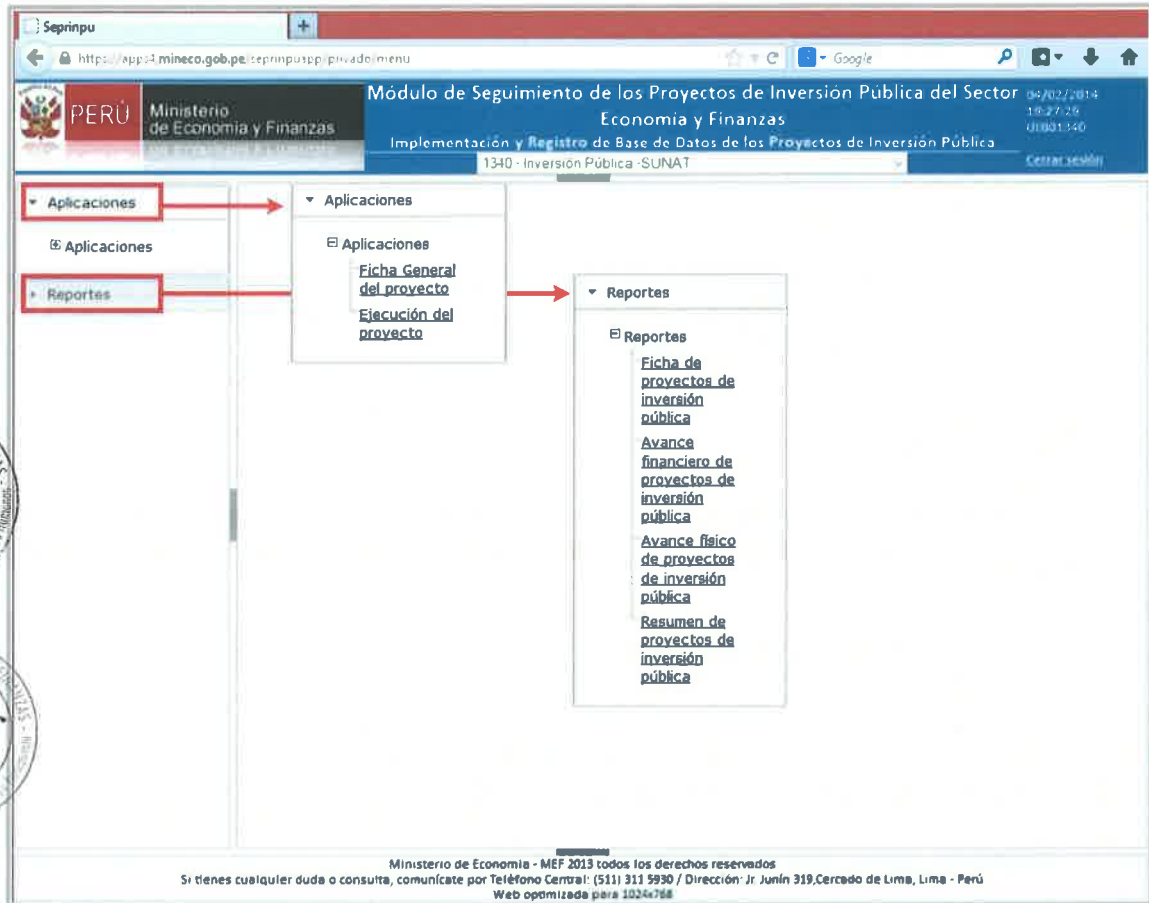 Seprinpu
+
https://apps4.mineco.gob.pe/seprinpuspp/privado/menu
Google
PERÚ
Ministerio
de Economía y Finanzas
Módulo de Seguimiento de los Proyectos de Inversión Pública del Sector
Economía y Finanzas
Implementación y Registro de Base de Datos de los Proyectos de Inversión Pública
1340 - Inversión Pública -SUNAT
04/02/2014
Cerrar sesión
Aplicaciones
Aplicaciones
Reportes
Aplicaciones
Aplicaciones
Ficha General
del proyecto
Ejecución del
proyecto
Reportes
Reportes
Ficha de
proyectos de
inversión
pública
Avance
financiero de
proyectos de
inversión
pública
Avance físico
de proyectos
de inversión
pública
Resumen de
proyectos de
inversión
pública
Ministerio de Economia - MEF 2013 todos los derechos reservados
Si tienes cualquier duda o consulta, comunícate por Teléfono Central: (511) 311 5930 / Dirección: Jr. Junín 319,Cercado de Lima, Lima - Perú
Web optimizada para 1024x768